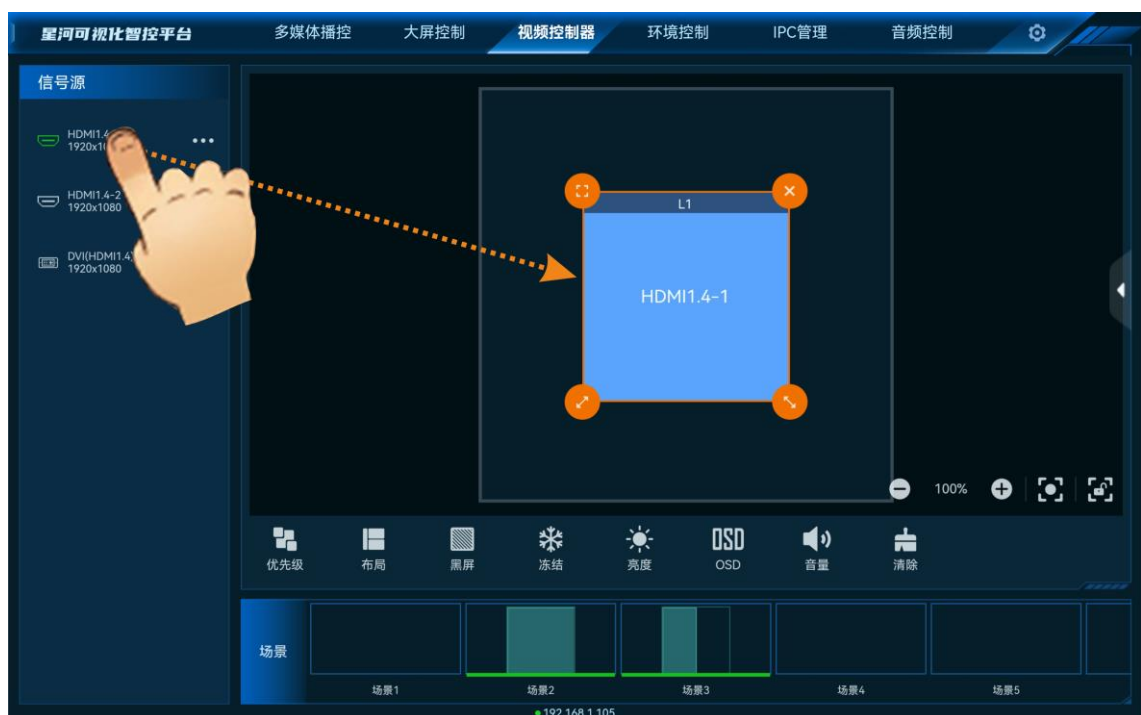 星河可视化智控平台
多媒体播控
大屏控制
视频控制器
环境控制
IPC管理
音频控制
信号源
HDMI1.4
1920x10
HDMI1.4-2
1920x1080
DVI(HDMI1.4)
1920x1080
L1
HDMI1.4-1
100%
优先级
布局
黑屏
冻结
亮度
OSD
OSD
音量
清除
场景
场景1
场景2
场景3
场景4
场景5
192.168.1.105